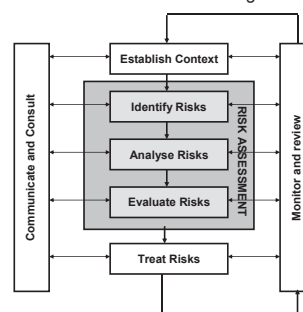 Establish Context
Identify Risks
Analyse Risks
Evaluate Risks
RISK ASSESSMENT
Treat Risks
Communicate and Consult
Monitor and review